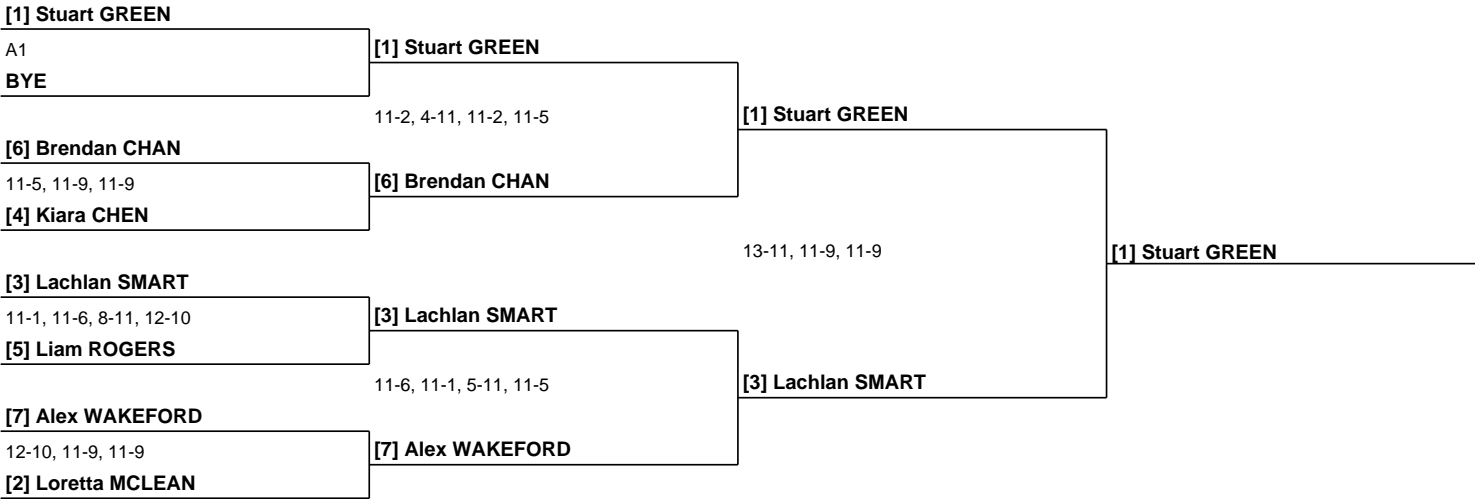 [1] Stuart GREEN
A1
BYE
[6] Brendan CHAN
11-5, 11-9, 11-9
[4] Kiara CHEN
[3] Lachlan SMART
11-1, 11-6, 8-11, 12-10
[5] Liam ROGERS
[7] Alex WAKEFORD
12-10, 11-9, 11-9
[2] Loretta MCLEAN
[1] Stuart GREEN
11-2, 4-11, 11-2, 11-5
[6] Brendan CHAN
[3] Lachlan SMART
11-6, 11-1, 5-11, 11-5
[7] Alex WAKEFORD
[1] Stuart GREEN
13-11, 11-9, 11-9
[3] Lachlan SMART
[1] Stuart GREEN